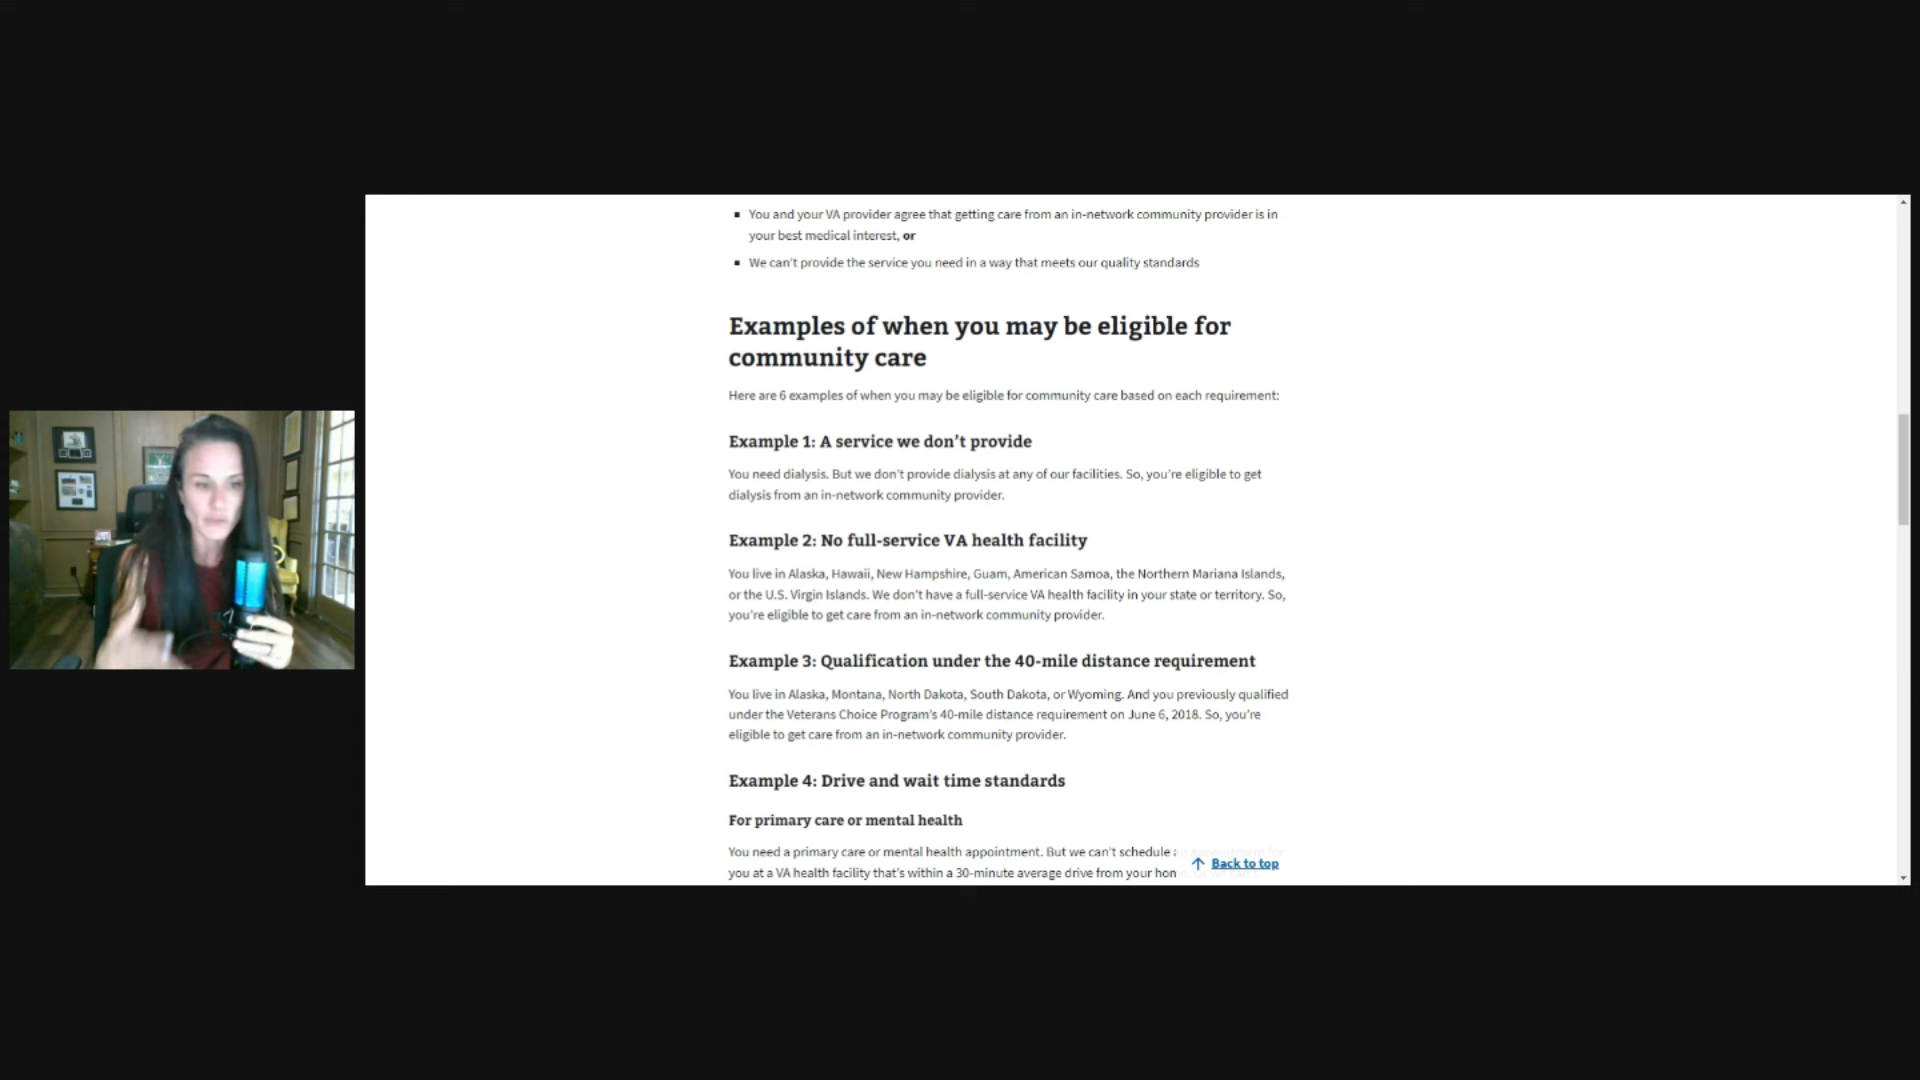 You and your VA provider agree that getting care from an in-network community provider is in
your best medical interest, or
We can't provide the service you need in a way that meets our quality standards
Examples of when you may be eligible for
community care
Here are 6 examples of when you may be eligible for community care based on each requirement:
Example 1: A service we don't provide
You need dialysis. But we don't provide dialysis at any of our facilities. So, you're eligible to get
dialysis from an in-network community provider.
Example 2: No full-service VA health facility
You live in Alaska, Hawaii, New Hampshire, Guam, American Samoa, the Northern Mariana Islands,
or the U.S. Virgin Islands. We don't have a full-service VA health facility in your state or territory. So,
you're eligible to get care from an in-network community provider.
Example 3: Qualification under the 40-mile distance requirement
You live in Alaska, Montana, North Dakota, South Dakota, or Wyoming. And you previously qualified
under the Veterans Choice Program's 40-mile distance requirement on June 6, 2018. So, you're
eligible to get care from an in-network community provider.
Example 4: Drive and wait time standards
For primary care or mental health
You need a primary care or mental health appointment. But we can't schedule
you at a VA health facility that's within a 30-minute average drive from your
Back to top